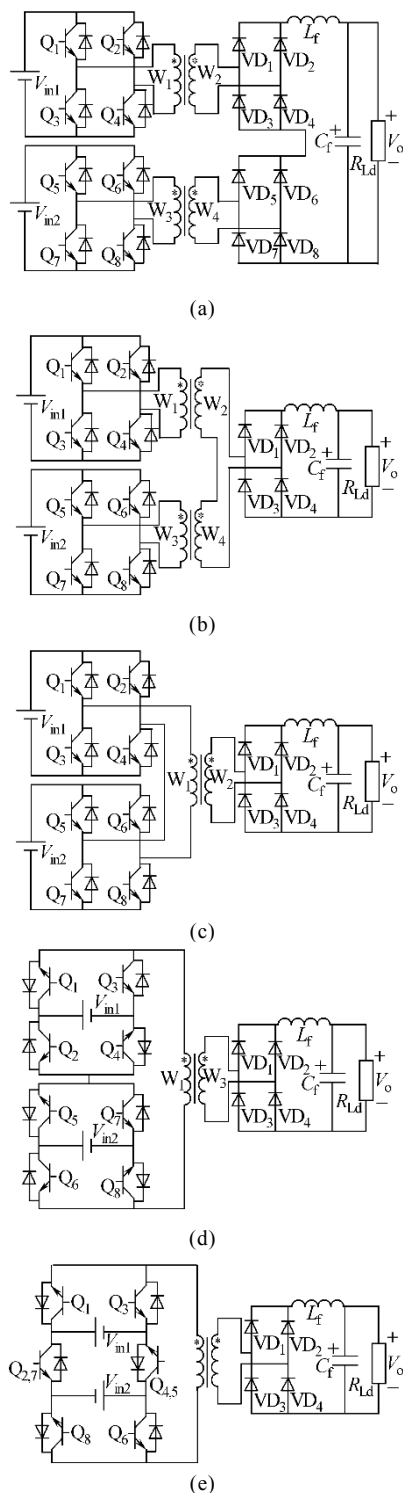 Q1 Q2 Lf
Vin1 W1 * * W2 VD1 VD2
Q3 Q4 VD3 VD4 Cf + RLd + Vo −
Q5 Q6 VD5 VD6
Vin2 W3 * * W4
Q7 Q8 VD7 VD8
(a)
Q1 Q2 * * Lf
Vin1 W1 W2 VD1 VD2
Q3 Q4 Cf + RLd + Vo −
Q5 Q6 * * VD3 VD4
Vin2 W3 W4
Q7 Q8
(b)
Q1 Q2 Lf
Vin1 * * VD1 VD2
Q3 Q4 W1 W2 Cf + RLd + Vo −
Q5 Q6 VD3 VD4
Vin2
Q7 Q8
(c)
Q1 Q3 Lf
Vin1 * * VD1 VD2
Q2 Q4 W1 W3 Cf + RLd + Vo −
Q5 Q7 VD3 VD4
Vin2
Q6 Q8
(d)
Q1 Q3 Lf
Vin1 * * VD1 VD2
Q2,7 Q4,5 Cf + RLd + Vo −
Vin2 VD3 VD4
Q8 Q6
(e)